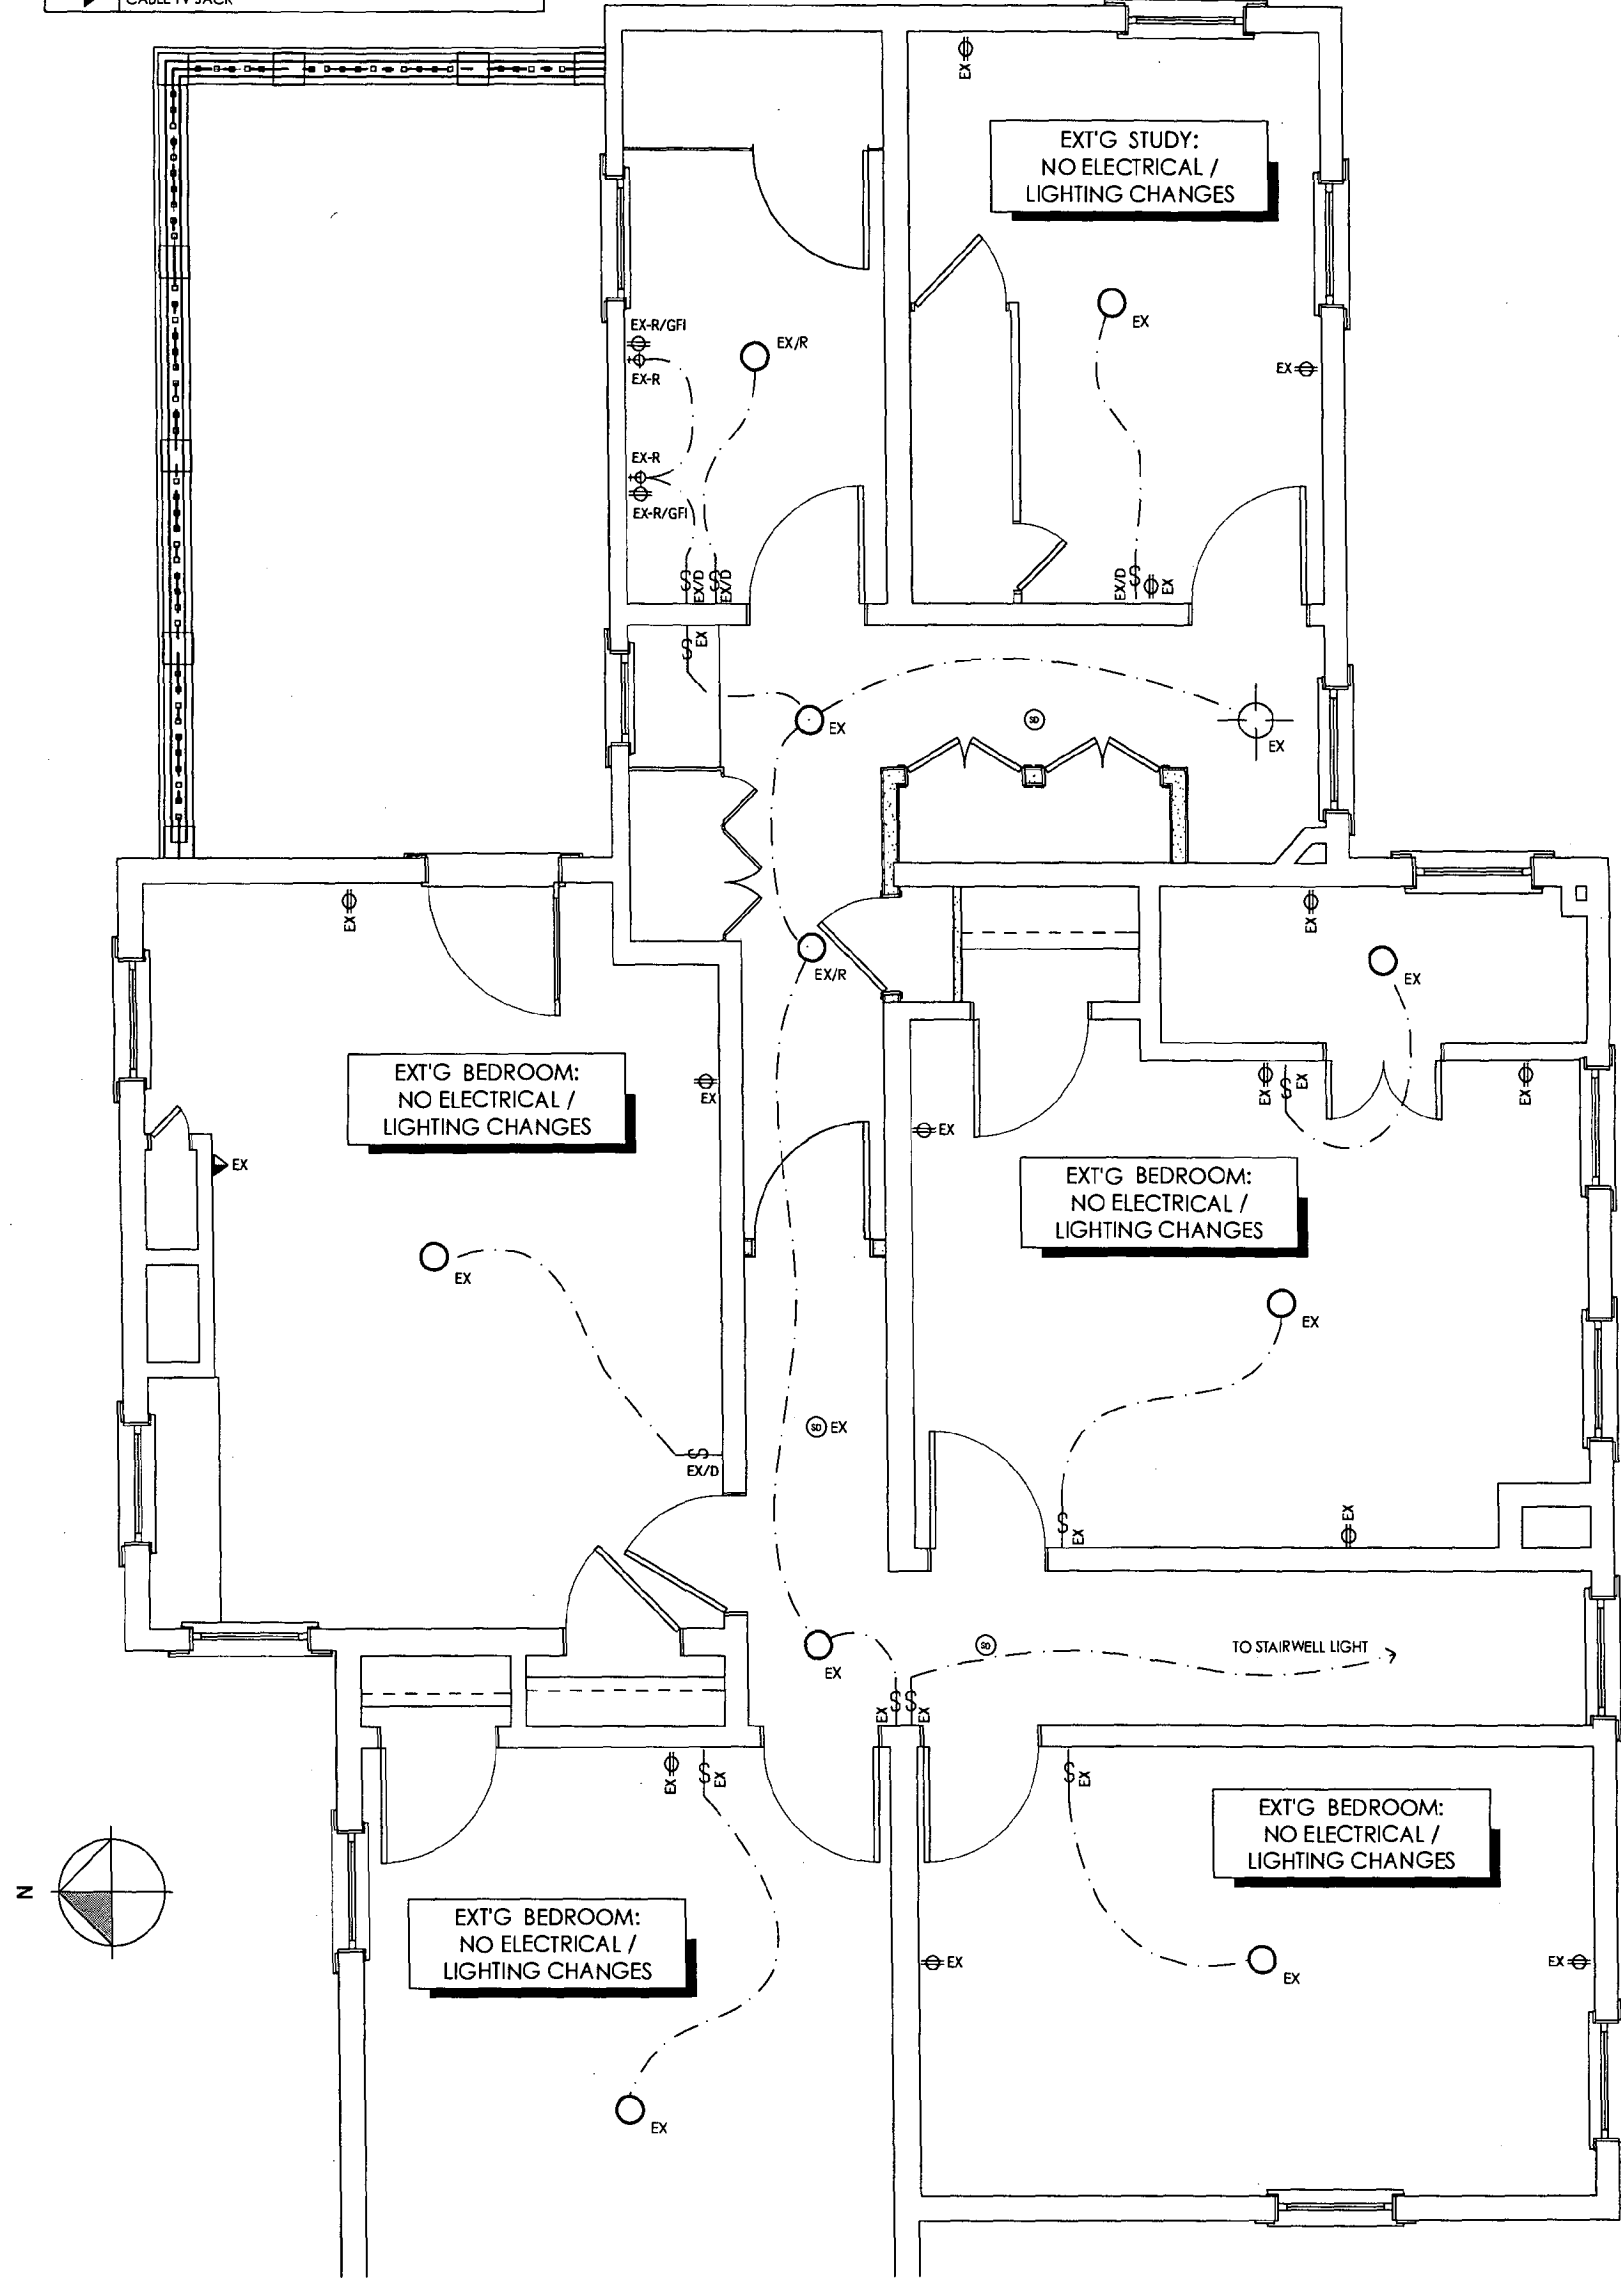 CABLE TV JACK
EX
EXT'G STUDY:
NO ELECTRICAL /
LIGHTING CHANGES
EX
EX-R/GFI
EX/R
EX-R
EX
EX-R
EX-R/GFI
EX/D
EX/D
EX/D
EX
EX
EX
SD
EX
EX
EX
EX
EX/R
EXT'G BEDROOM:
NO ELECTRICAL /
LIGHTING CHANGES
EX
EX
EX
EX
EX
EX
EXT'G BEDROOM:
NO ELECTRICAL /
LIGHTING CHANGES
EX
EX
SD
EX
EX/D
EX
EX
SD
TO STAIRWELL LIGHT
EX
EX
EX
EX
EX
EX
EXT'G BEDROOM:
NO ELECTRICAL /
LIGHTING CHANGES
N
EXT'G BEDROOM:
NO ELECTRICAL /
LIGHTING CHANGES
EX
EX
EX
EX